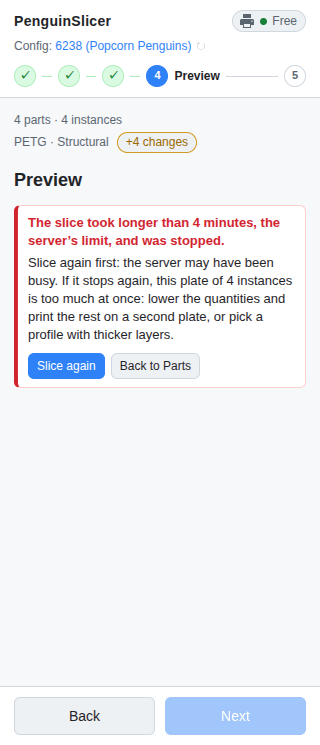 PenguinSlicer
Free
Config: 6238 (Popcorn Penguins)
4 Preview 5
4 parts · 4 instances
PETG · Structural +4 changes
Preview
The slice took longer than 4 minutes, the
server's limit, and was stopped.
Slice again first: the server may have been
busy. If it stops again, this plate of 4 instances
is too much at once: lower the quantities and
print the rest on a second plate, or pick a
profile with thicker layers.
Slice again Back to Parts
Back Next